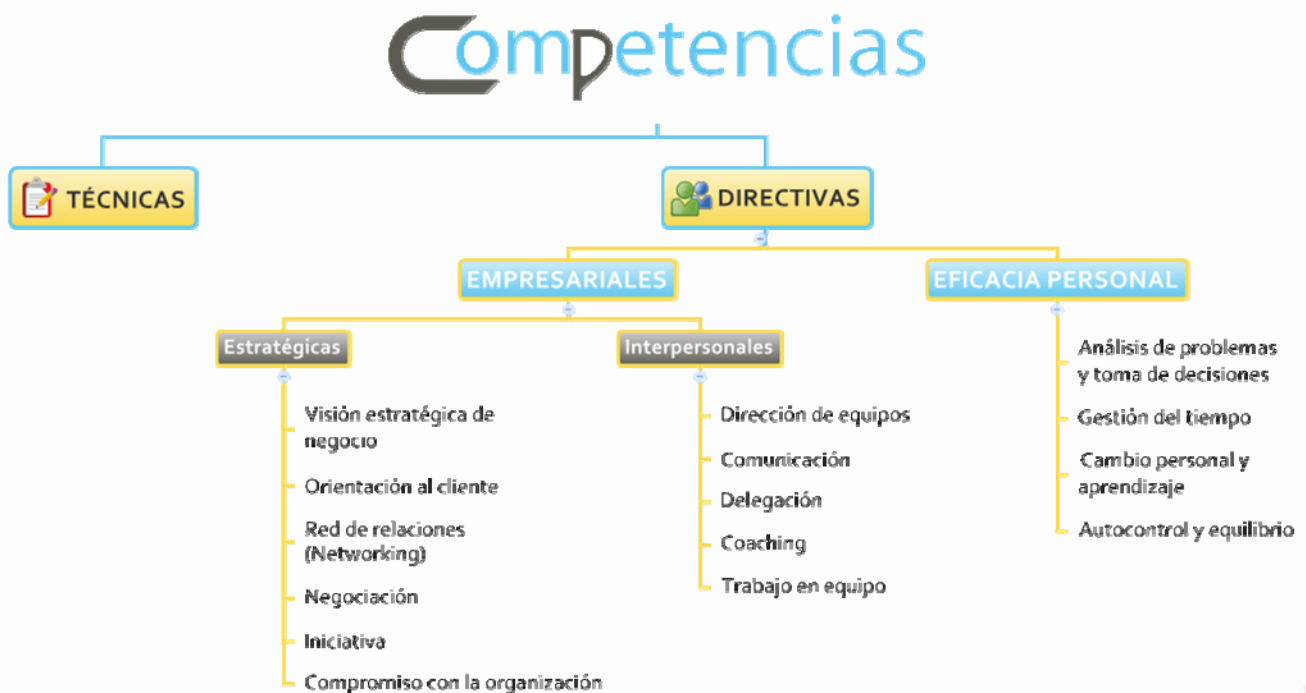 Competencias
TÉCNICAS
DIRECTIVAS
EMPRESARIALES
EFICACIA PERSONAL
Estratégicas
Interpersonales
Visión estratégica de
negocio
Orientación al cliente
Red de relaciones
(Networking)
Negociación
Iniciativa
Compromiso con la organización
Dirección de equipos
Comunicación
Delegación
Coaching
Trabajo en equipo
Análisis de problemas
y toma de decisiones
Gestión del tiempo
Cambio personal y
aprendizaje
Autocontrol y equilibrio